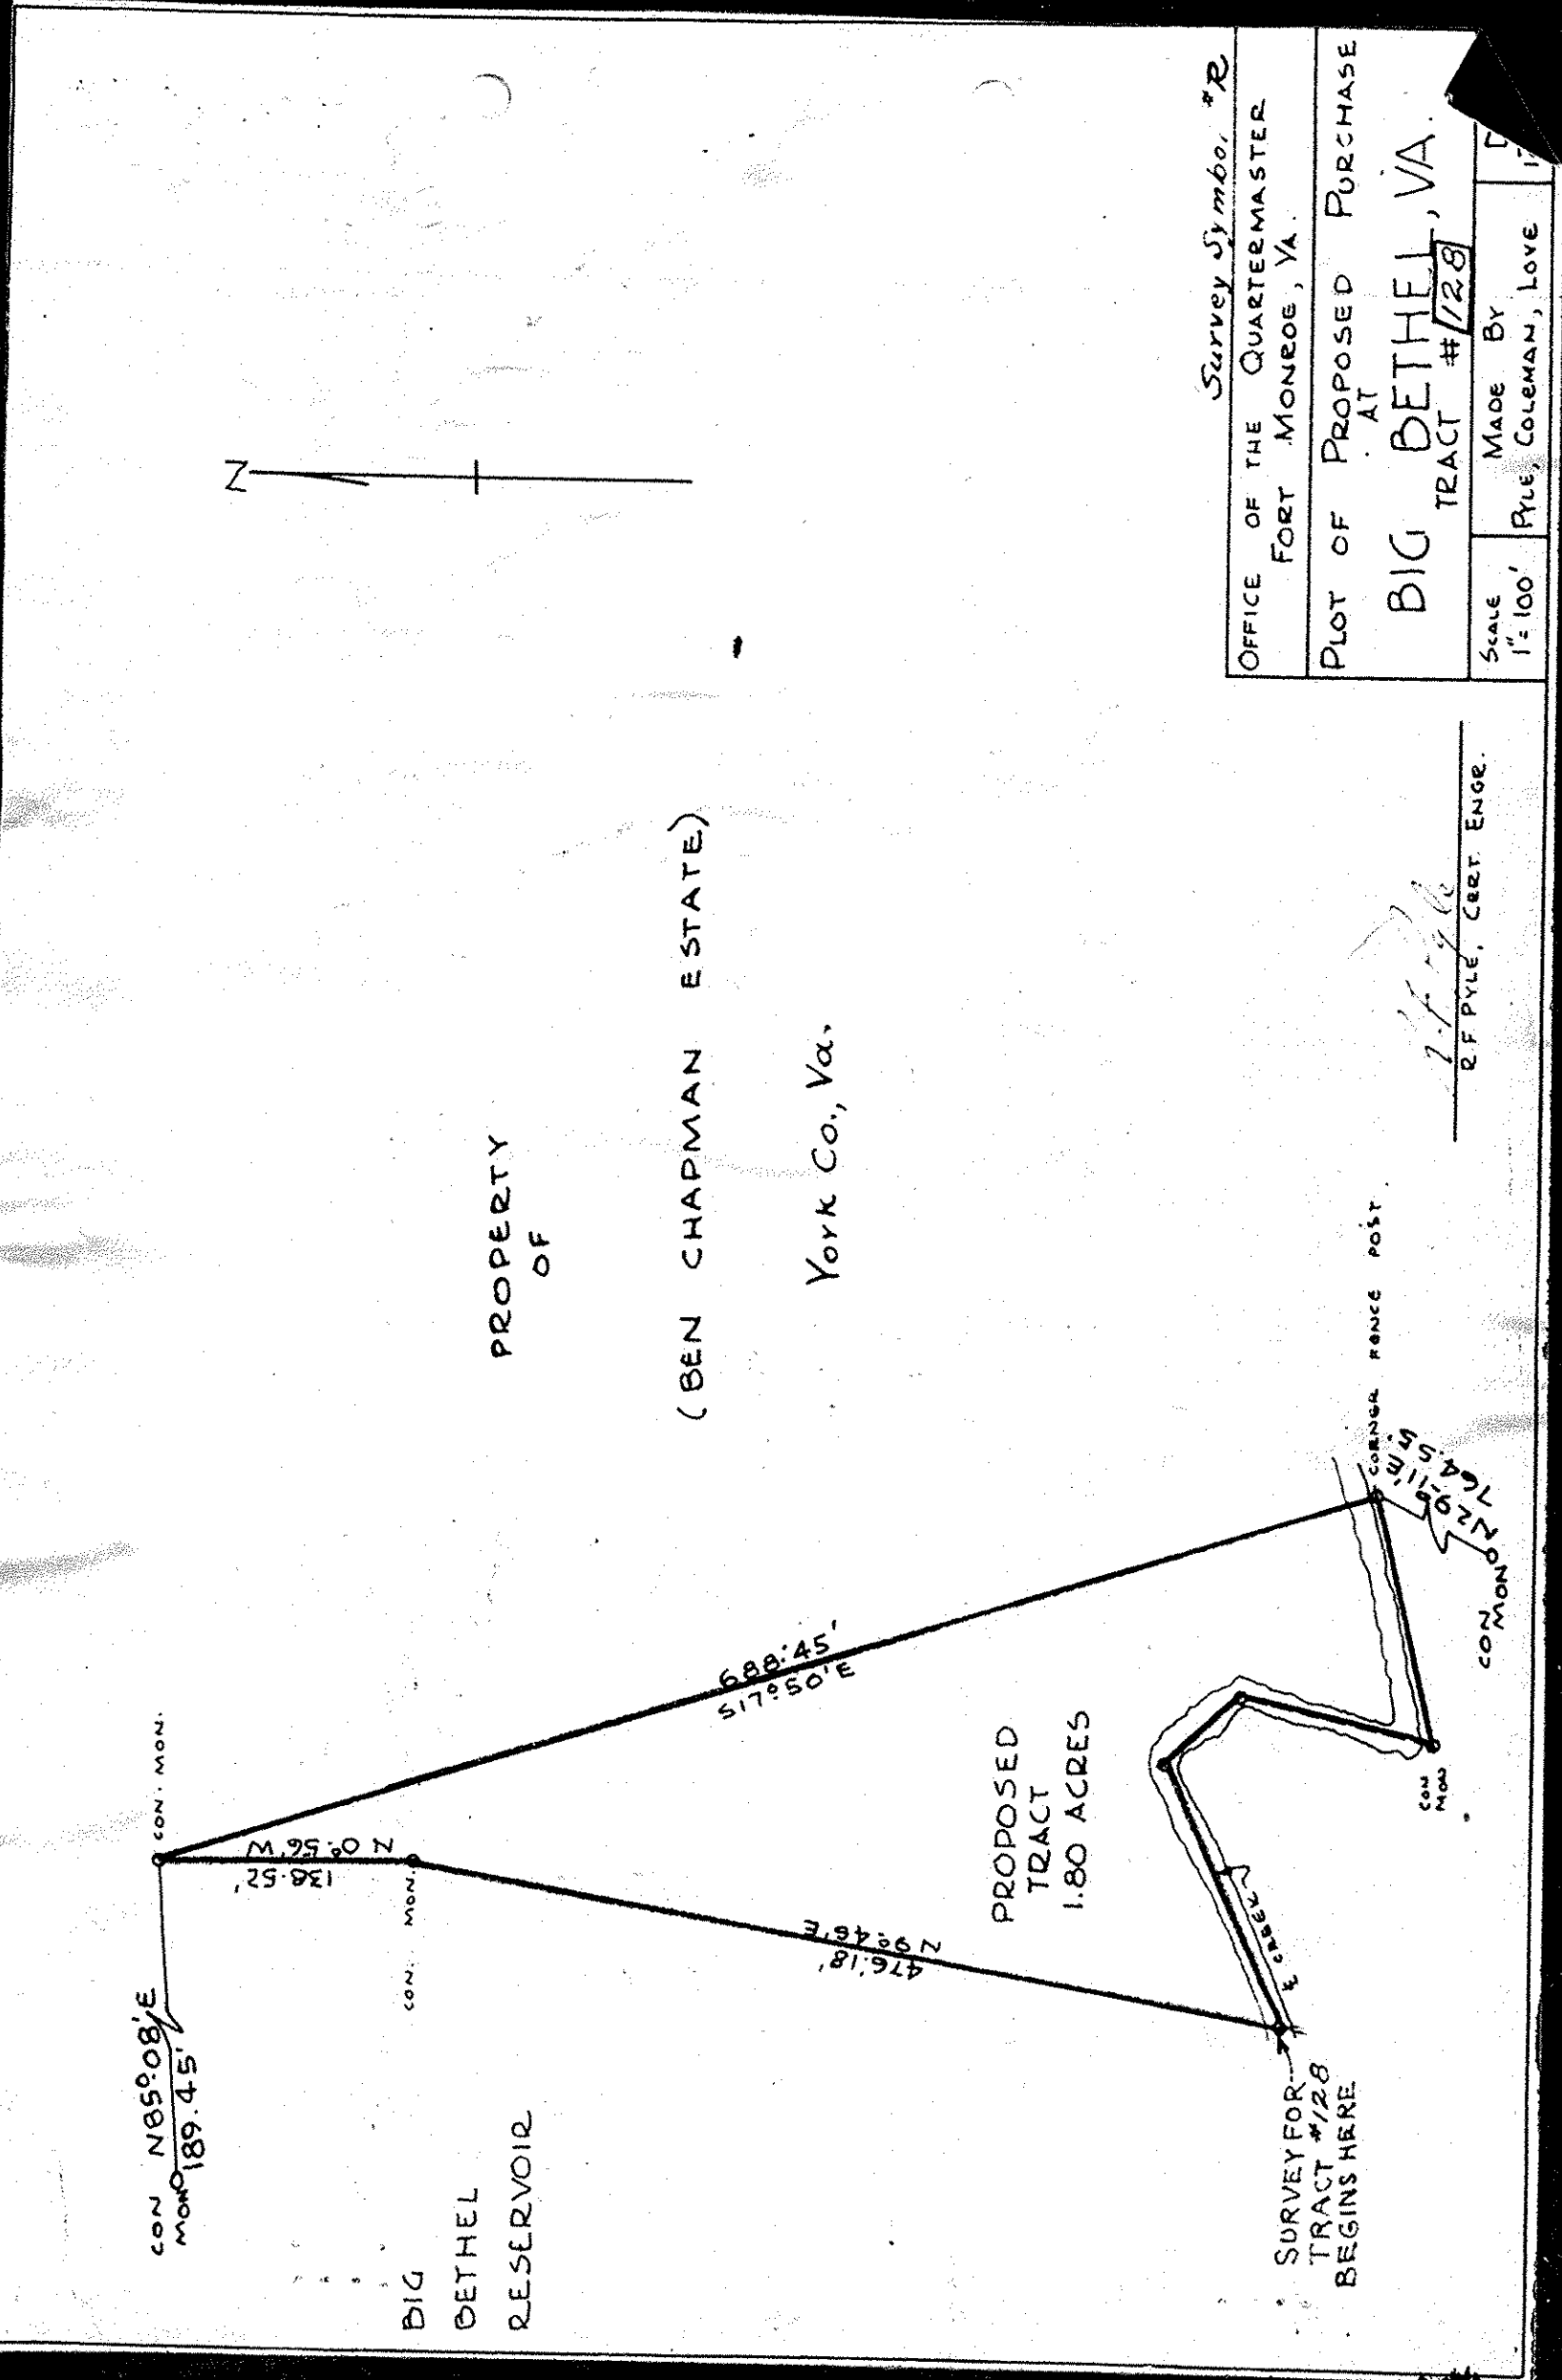 CON
MON
N85°08'E
189.45'
CON. MON.
N 0°.56'W
138.52'
CON. MON.
BIG
BETHEL
RESERVOIR
N
688.45'
S17°.50'E
N 9°.46'E
476.18'
PROPERTY
OF
(BEN CHAPMAN ESTATE)
York Co., Va.
PROPOSED
TRACT
1.80 ACRES
CREEK
SURVEY FOR
TRACT #128
BEGINS HERE
CON
MON
CORNER FENCE POST.
N29°-11'E
764.55'
CON
MON
R.F. PYLE, CERT. ENGR.
Survey Symbol #R
OFFICE OF THE QUARTERMASTER
FORT MONROE, VA.
PLOT OF PROPOSED PURCHASE
AT
BIG BETHEL, VA.
TRACT #128
SCALE
1"=100'
MADE BY
PYLE, COLEMAN, LOVE